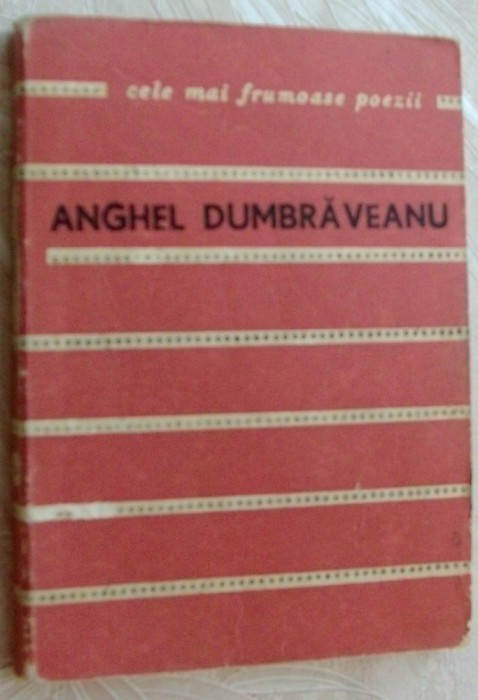 cele mai frumoase poezii
ANGHEL DUMBRĂVEANU